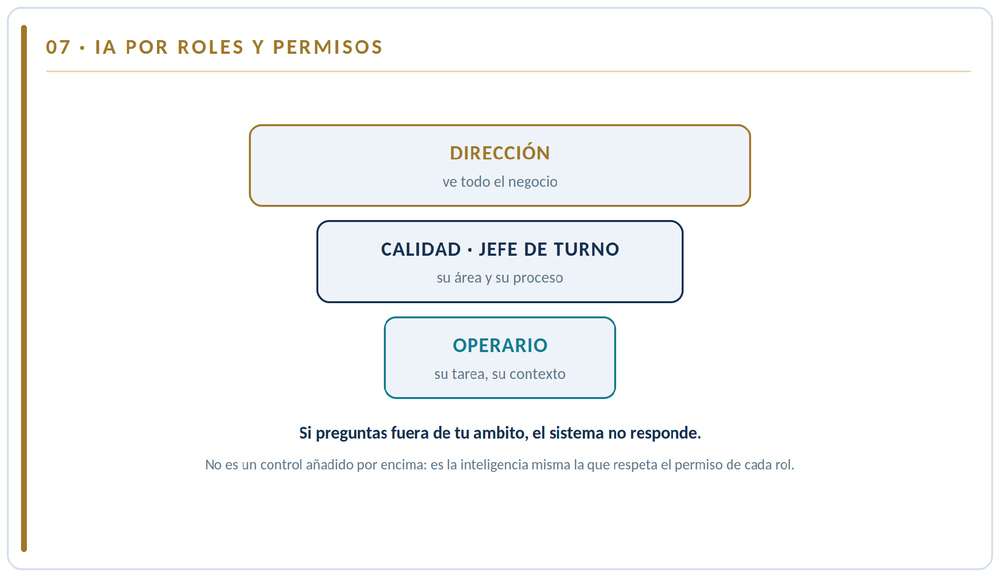 07 · IA POR ROLES Y PERMISOS
DIRECCIÓN
ve todo el negocio
CALIDAD · JEFE DE TURNO
su área y su proceso
OPERARIO
su tarea, su contexto
Si preguntas fuera de tu ambito, el sistema no responde.
No es un control añadido por encima: es la inteligencia misma la que respeta el permiso de cada rol.